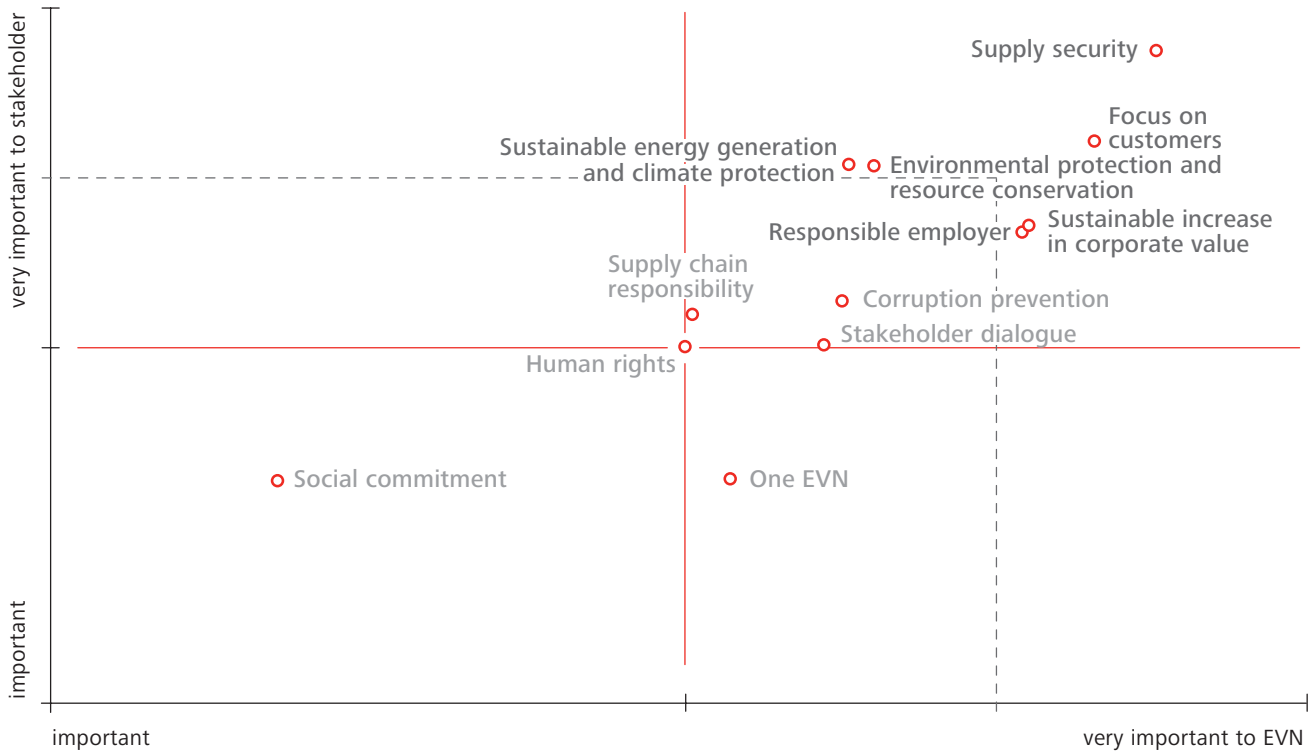 very important to stakeholder
important
Supply security
Focus on
customers
Sustainable energy generation
and climate protection
Environmental protection and
resource conservation
Responsible employer
Sustainable increase
in corporate value
Supply chain
responsibility
Corruption prevention
Stakeholder dialogue
Human rights
Social commitment
One EVN
important
very important to EVN